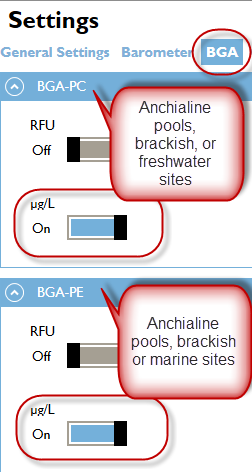 Settings
General Settings Barometer BGA
BGA-PC
Anchialine
pools,
brackish, or
freshwater
sites
RFU
Off
µg/L
On
BGA-PE
Anchialine
pools, brackish
or marine sites
RFU
Off
µg/L
On